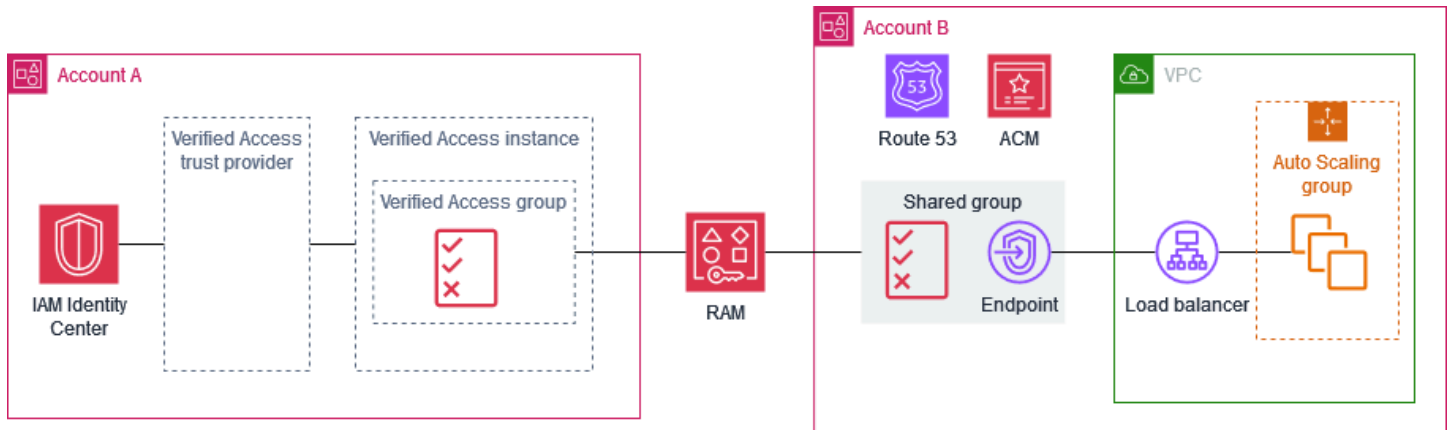 Account A
Verified Access
trust provider
Verified Access instance
Verified Access group
IAM Identity
Center
RAM
Account B
53
Route 53
ACM
VPC
Auto Scaling
group
Shared group
Endpoint
Load balancer